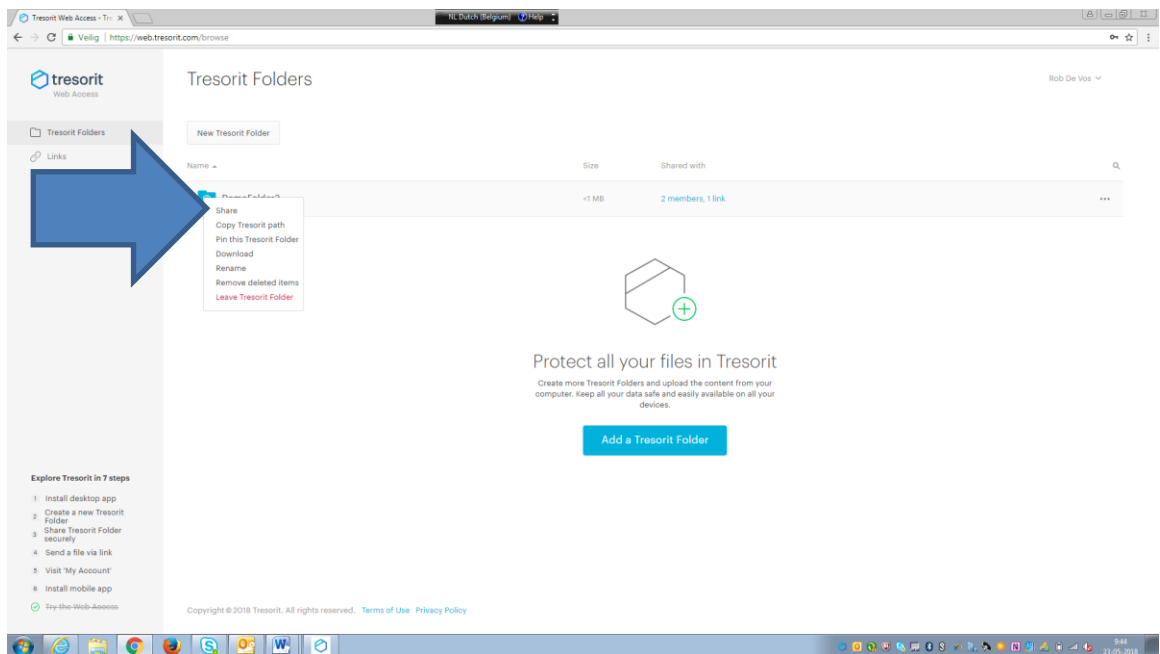 Tresorit Web Access - Tre
NL Dutch (Belgium) Help
Veilig | https://web.tresorit.com/browse
tresorit
Web Access
Tresorit Folders
Rob De Vos
Tresorit Folders
New Tresorit Folder
Links
Name
Size
Shared with
<1 MB
2 members, 1 link
Share
Copy Tresorit path
Pin this Tresorit Folder
Download
Rename
Remove deleted items
Leave Tresorit Folder
Protect all your files in Tresorit
Create more Tresorit Folders and upload the content from your
computer. Keep all your data safe and easily available on all your
devices.
Add a Tresorit Folder
Explore Tresorit in 7 steps
1 Install desktop app
2 Create a new Tresorit
Folder
3 Share Tresorit Folder
securely
4 Send a file via link
5 Visit 'My Account'
6 Install mobile app
Try the Web Access
Copyright © 2018 Tresorit. All rights reserved. Terms of Use Privacy Policy
9:44
23-05-2018